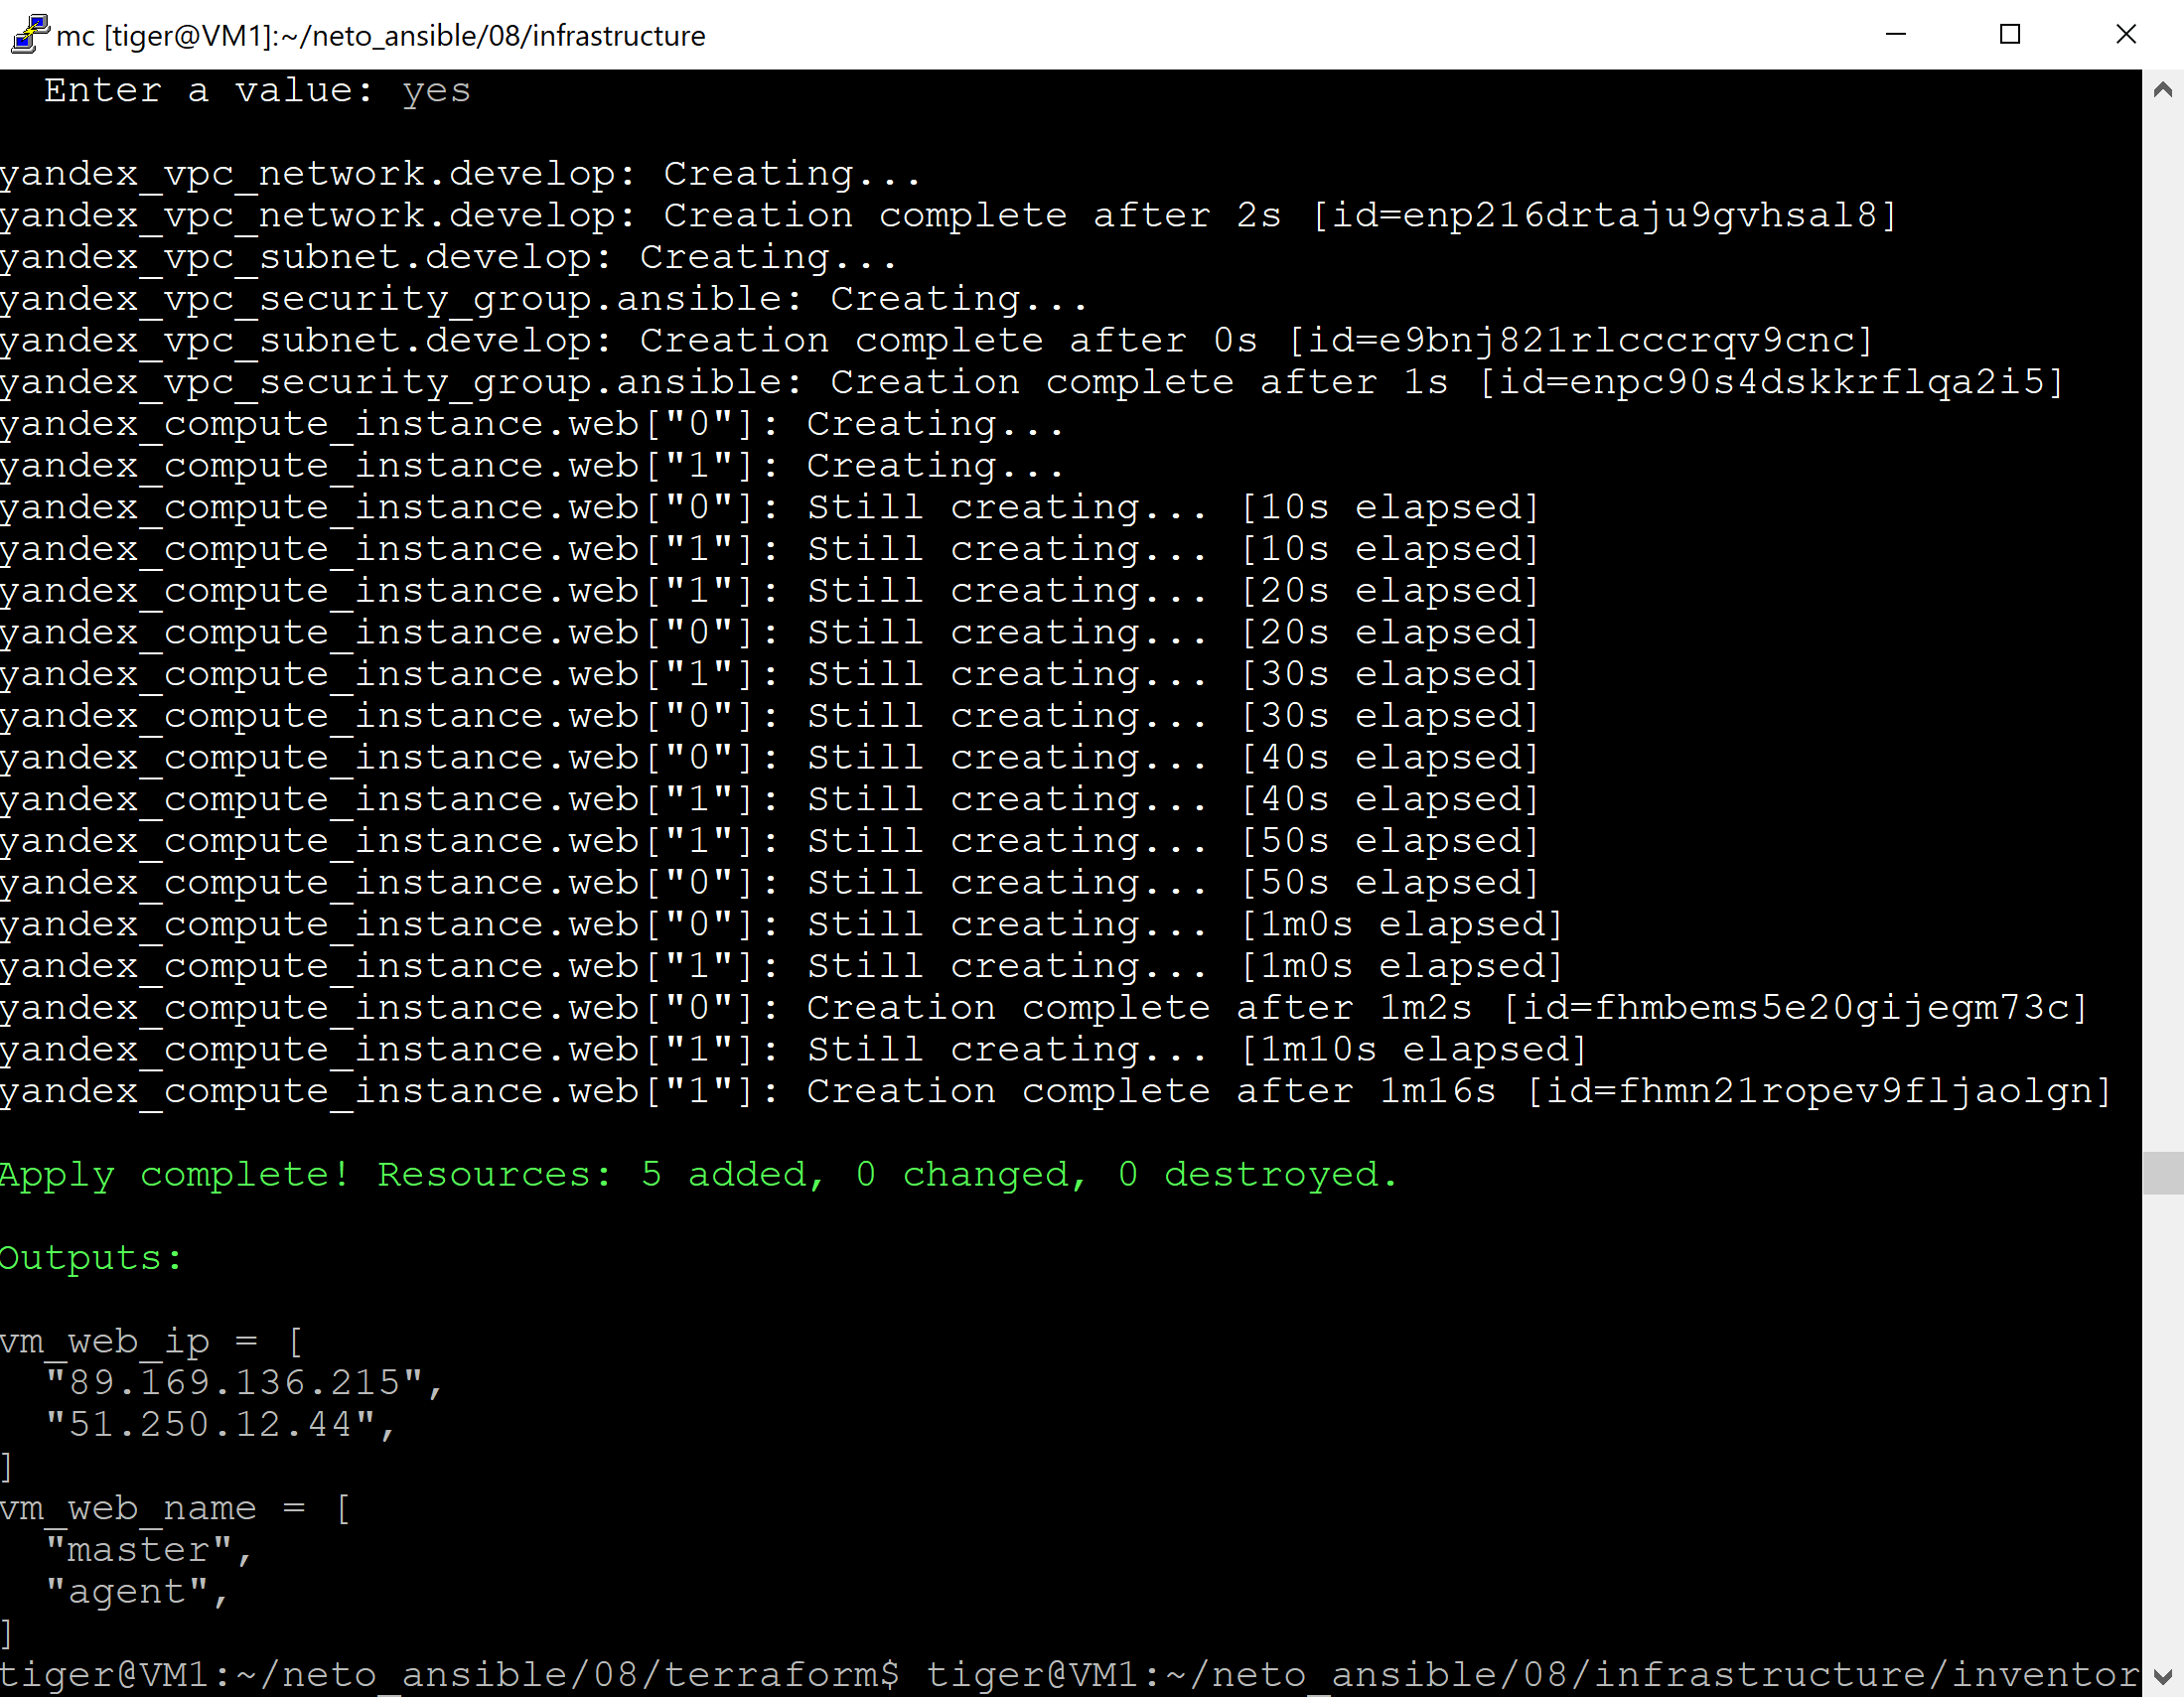 mc [tiger@VM1]:~/neto_ansible/08/infrastructure
Enter a value: yes
yandex_vpc_network.develop: Creating...
yandex_vpc_network.develop: Creation complete after 2s [id=enp216drtaju9gvhsal8]
yandex_vpc_subnet.develop: Creating...
yandex_vpc_security_group.ansible: Creating...
yandex_vpc_subnet.develop: Creation complete after 0s [id=e9bnj821rlcccrqv9cnc]
yandex_vpc_security_group.ansible: Creation complete after 1s [id=enpc90s4dskkrflqa2i5]
yandex_compute_instance.web["0"]: Creating...
yandex_compute_instance.web["1"]: Creating...
yandex_compute_instance.web["0"]: Still creating... [10s elapsed]
yandex_compute_instance.web["1"]: Still creating... [10s elapsed]
yandex_compute_instance.web["1"]: Still creating... [20s elapsed]
yandex_compute_instance.web["0"]: Still creating... [20s elapsed]
yandex_compute_instance.web["1"]: Still creating... [30s elapsed]
yandex_compute_instance.web["0"]: Still creating... [30s elapsed]
yandex_compute_instance.web["0"]: Still creating... [40s elapsed]
yandex_compute_instance.web["1"]: Still creating... [40s elapsed]
yandex_compute_instance.web["1"]: Still creating... [50s elapsed]
yandex_compute_instance.web["0"]: Still creating... [50s elapsed]
yandex_compute_instance.web["0"]: Still creating... [1m0s elapsed]
yandex_compute_instance.web["1"]: Still creating... [1m0s elapsed]
yandex_compute_instance.web["0"]: Creation complete after 1m2s [id=fhmbems5e20gijegm73c]
yandex_compute_instance.web["1"]: Still creating... [1m10s elapsed]
yandex_compute_instance.web["1"]: Creation complete after 1m16s [id=fhmn21ropev9fljaolgn]
Apply complete! Resources: 5 added, 0 changed, 0 destroyed.
Outputs:
vm_web_ip = [
"89.169.136.215",
"51.250.12.44",
]
vm_web_name = [
"master",
"agent",
]
tiger@VM1:~/neto_ansible/08/terraform$ tiger@VM1:~/neto_ansible/08/infrastructure/inventor